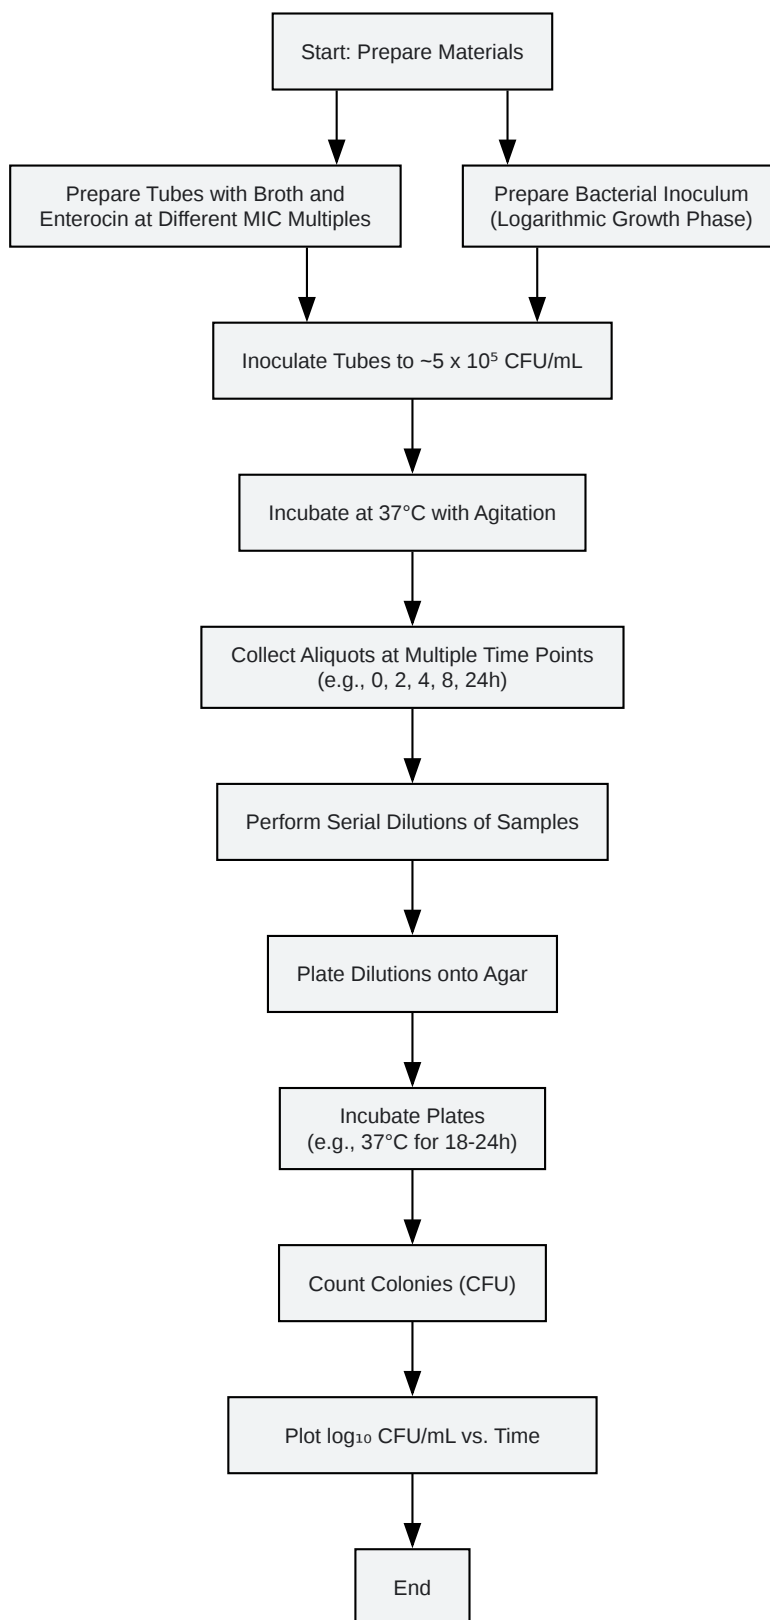 Start: Prepare Materials
Prepare Tubes with Broth and
Enterocin at Different MIC Multiples
Prepare Bacterial Inoculum
(Logarithmic Growth Phase)
Inoculate Tubes to ~5 x 10⁵ CFU/mL
Incubate at 37°C with Agitation
Collect Aliquots at Multiple Time Points
(e.g., 0, 2, 4, 8, 24h)
Perform Serial Dilutions of Samples
Plate Dilutions onto Agar
Incubate Plates
(e.g., 37°C for 18-24h)
Count Colonies (CFU)
Plot log₁₀ CFU/mL vs. Time
End